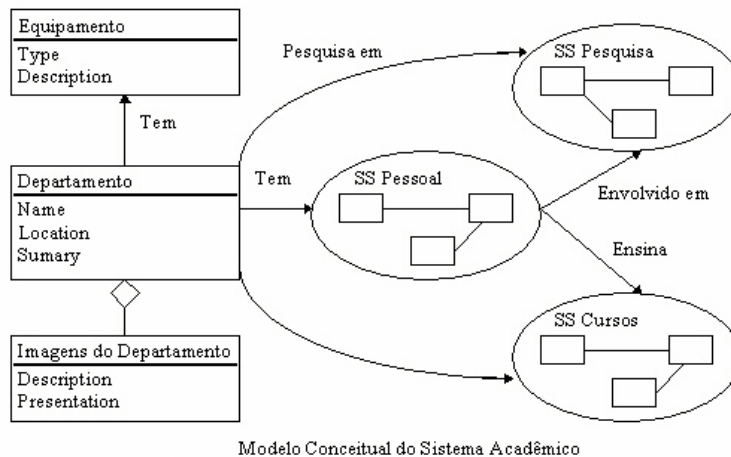 Equipamento
Type
Description
Tem
Departamento
Name
Location
Sumary
Imagens do Departamento
Description
Presentation
Pesquisa em
Tem
SS Pessoal
SS Pesquisa
Envolvido em
Ensina
SS Cursos
Modelo Conceitual do Sistema Acadêmico